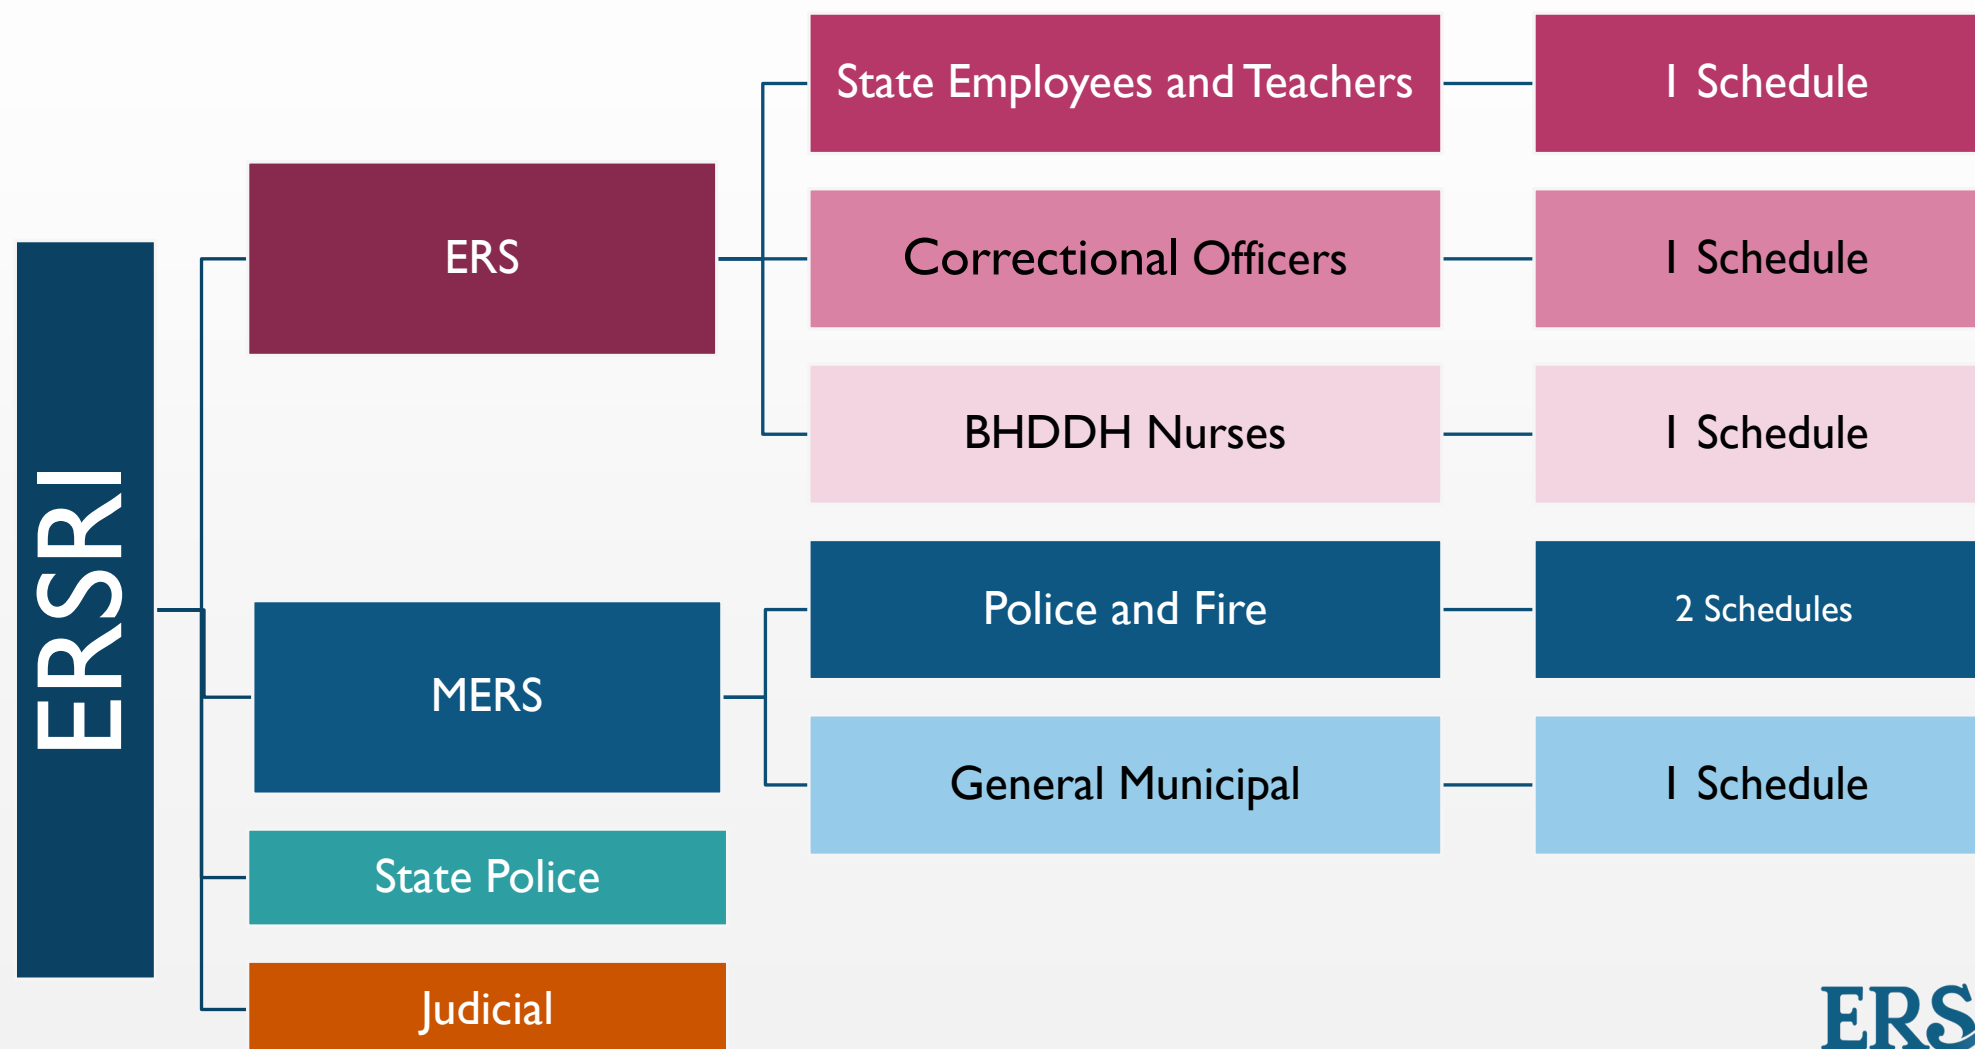 ERSRI
ERS
State Employees and Teachers
1 Schedule
Correctional Officers
1 Schedule
BHDDH Nurses
1 Schedule
MERS
Police and Fire
2 Schedules
General Municipal
1 Schedule
State Police
Judicial
ERS